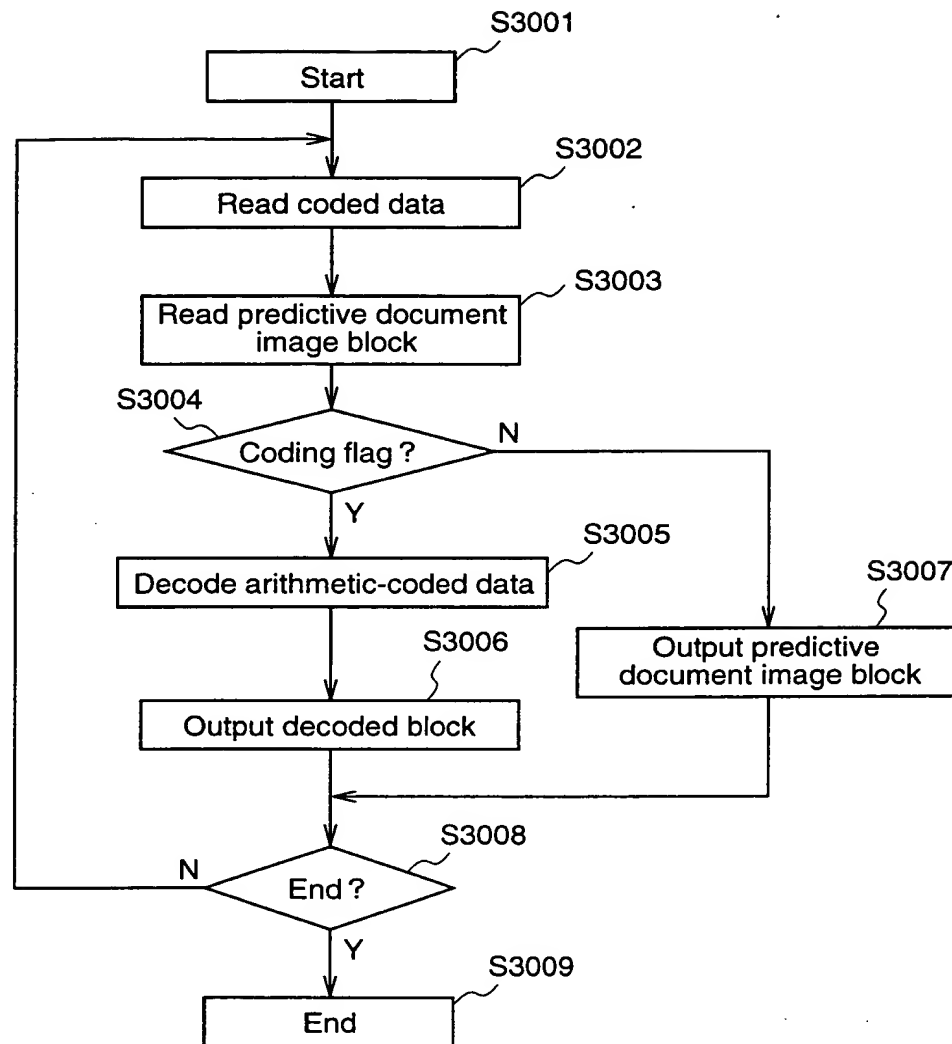 S3001
Start
S3002
Read coded data
S3003
Read predictive document
image block
S3004
Coding flag ?
N
Y
S3005
Decode arithmetic-coded data
S3007
Output predictive
document image block
S3006
Output decoded block
S3008
N
End ?
Y
S3009
End